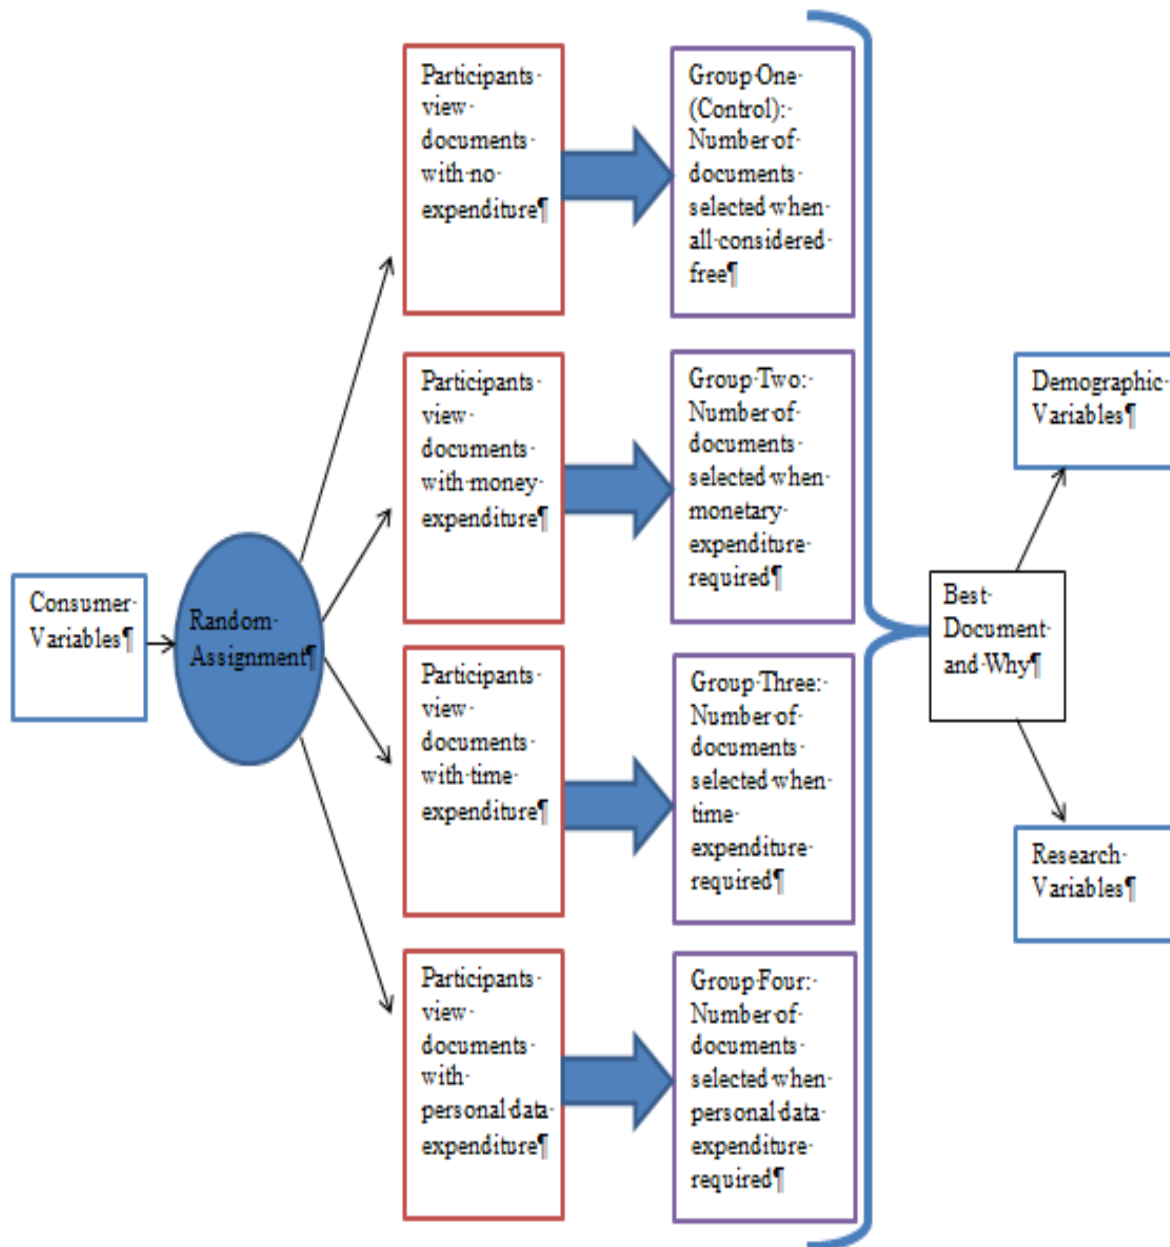 Consumer·
Variables¶
Random·
Assignment¶
Participants·
view·
documents·
with·no·
expenditure¶
Group·One·
(Control):·
Number·of·
documents·
selected·when·
all·considered·
free¶
Participants·
view·
documents·
with·money·
expenditure¶
Group·Two:·
Number·of·
documents·
selected·when·
monetary·
expenditure·
required¶
Participants·
view·
documents·
with·time·
expenditure¶
Group·Three:·
Number·of·
documents·
selected·when·
time·
expenditure·
required¶
Participants·
view·
documents·
with·
personal·data·
expenditure¶
Group·Four:·
Number·of·
documents·
selected·when·
personal·data·
expenditure·
required¶
Best·
Document·
and·Why¶
Demographic·
Variables¶
Research·
Variables¶